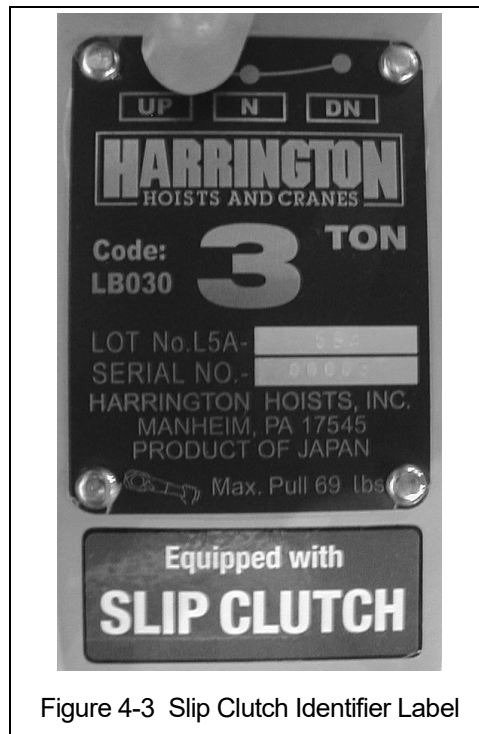 UP N DN
HARRINGTON
HOISTS AND CRANES
Code:
LB030
3 TON
LOT No.L5A-
SERIAL NO.-
HARRINGTON HOISTS, INC.
MANHEIM, PA 17545
PRODUCT OF JAPAN
Max. Pull 69 lbs
Equipped with
SLIP CLUTCH
Figure 4-3 Slip Clutch Identifier Label